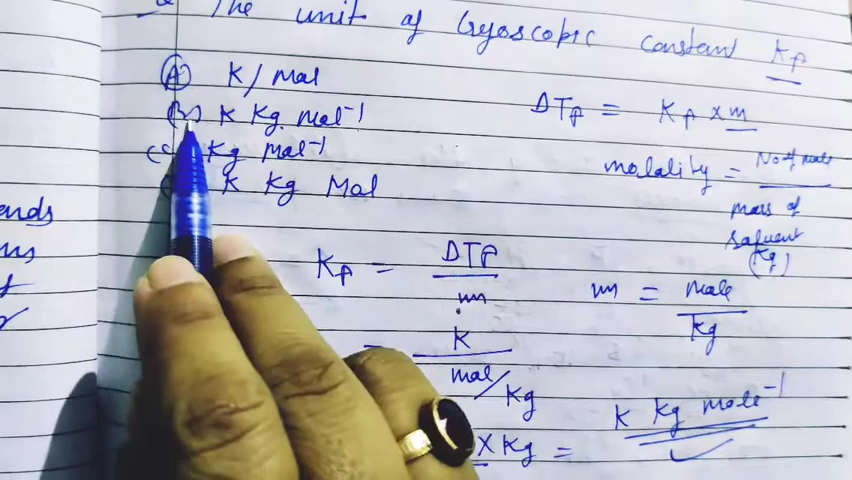 The unit of Cryoscopic constant Kf
(A) K/mol
(B) K Kg mol⁻¹
(C) Kg mol⁻¹
K Kg Mol
ΔTf = Kf × m
molality = No of mole
mass of
(Kg)
Kf = ΔTf
m
m = mole
Kg
= K
mol/Kg
× Kg = K Kg mole⁻¹